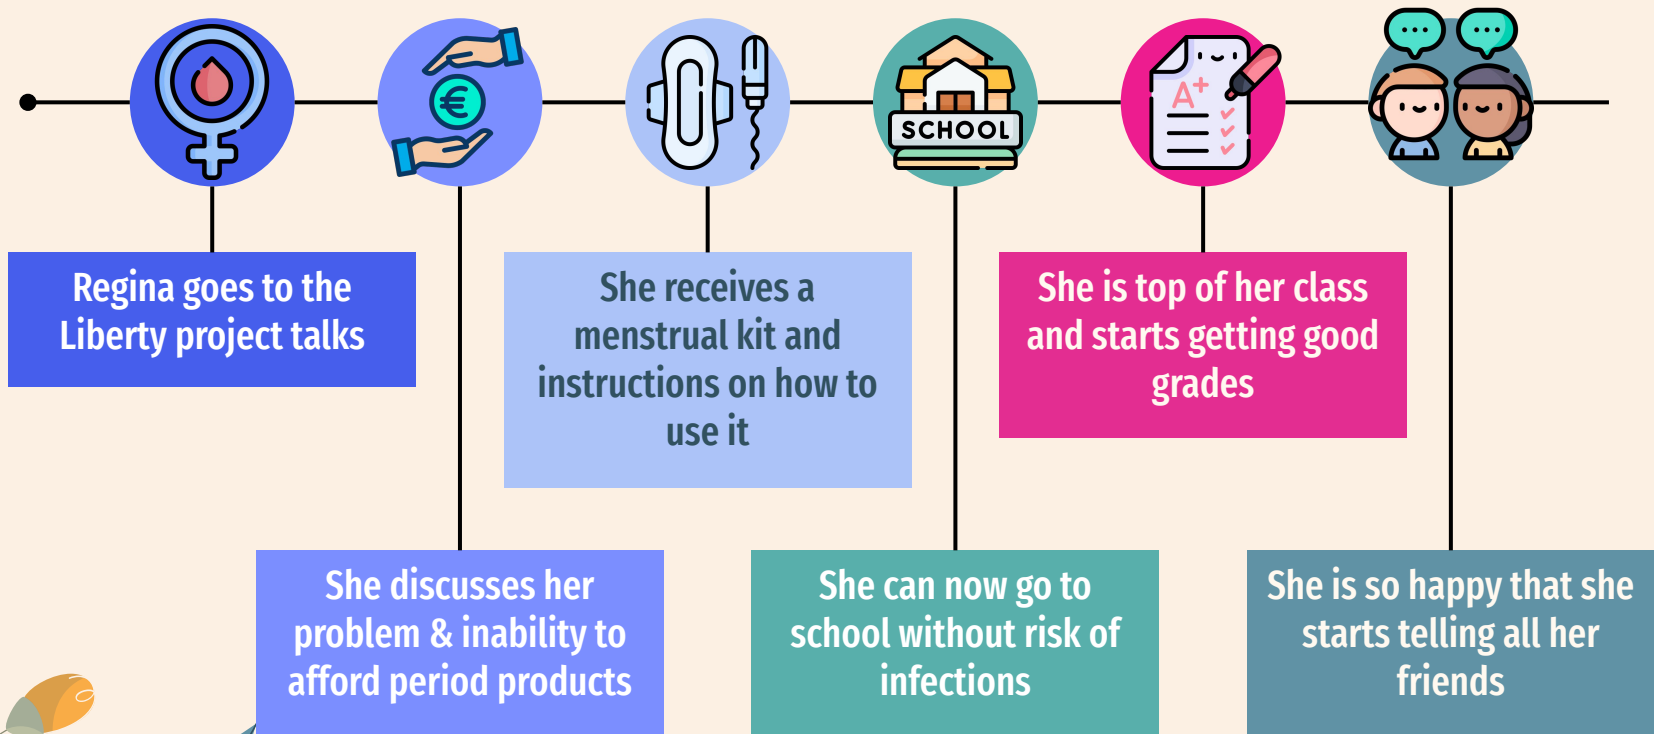 SCHOOL
A+
Regina goes to the
Liberty project talks
She discusses her
problem & inability to
afford period products
She receives a
menstrual kit and
instructions on how to
use it
She can now go to
school without risk of
infections
She is top of her class
and starts getting good
grades
She is so happy that she
starts telling all her
friends